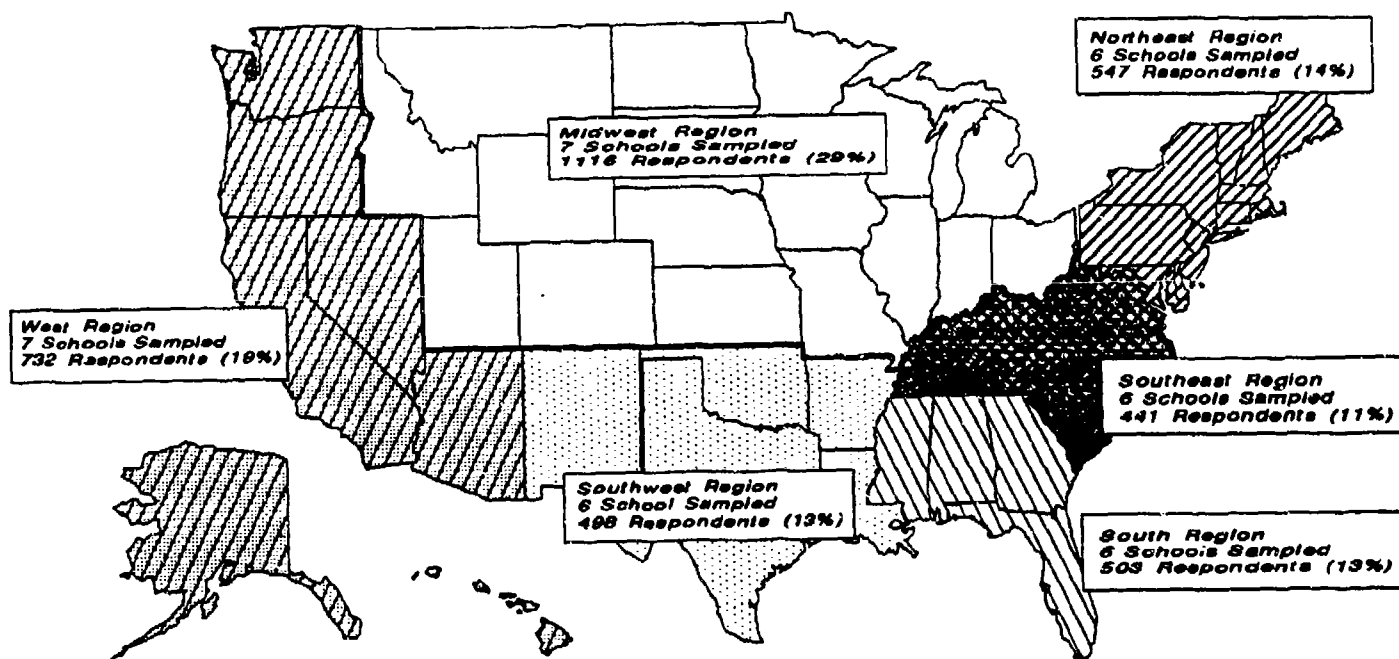 Northeast Region
6 Schools Sampled
547 Respondents (14%)
Midwest Region
7 Schools Sampled
1116 Respondents (29%)
West Region
7 Schools Sampled
732 Respondents (19%)
Southeast Region
6 Schools Sampled
441 Respondents (11%)
Southwest Region
6 School Sampled
498 Respondents (13%)
South Region
6 Schools Sampled
503 Respondents (13%)